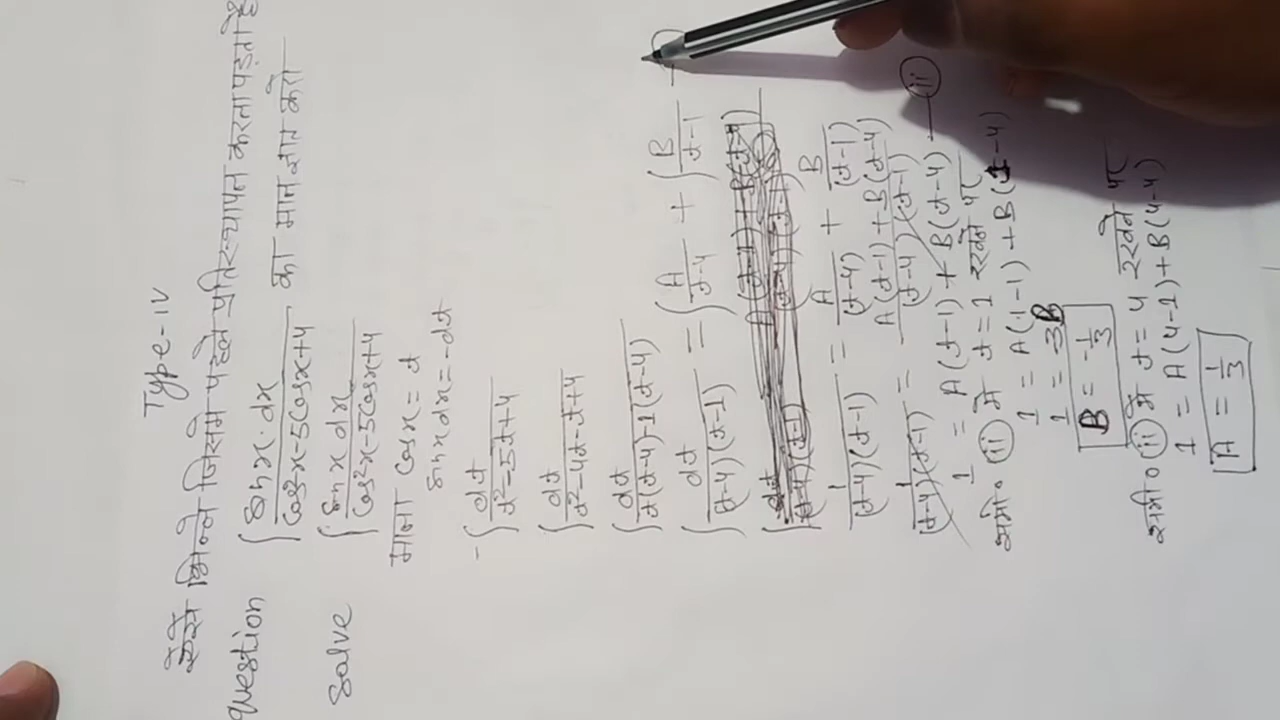 Type-IV
ऐसे भिन्ने जिसमे पहले प्रतिस्थापन करना पड़ता है
Question ∫ sinx·dx / cos²x-5cosx+4 का मान ज्ञात करो
Salve ∫ sinx dx / cos²x-5cosx+4
माना cosx = t
sinx dx = -dt
-∫ dt / t²-5t+4
∫ dt / t²-4t-t+4
∫ dt / t(t-4)-1(t-4)
∫ dt / (t-4)(t-1) = ∫ A / t-4 + ∫ B / t-1
1 / (t-4)(t-1) = A / (t-4) + B / (t-1)
1 / (t-4)(t-1) = A(t-1)+B(t-4) / (t-4)(t-1)
1 = A(t-1)+B(t-4) — (ii)
समी० (ii) मे t=1 रखने पर
1 = A(1-1)+B(1-4)
1 = -3B
B = -1/3
समी० (ii) मे t=4 रखने पर
1 = A(4-1)+B(4-4)
A = 1/3